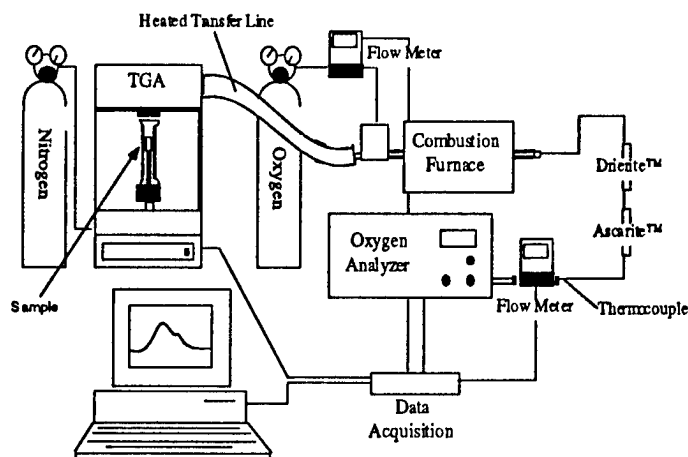 Heated Transfer Line
Flow Meter
TGA
Nitrogen
Oxygen
Combustion
Furnace
Drierite™
Ascarite™
Oxygen
Analyzer
Sample
Flow Meter
Thermocouple
Data
Acquisition